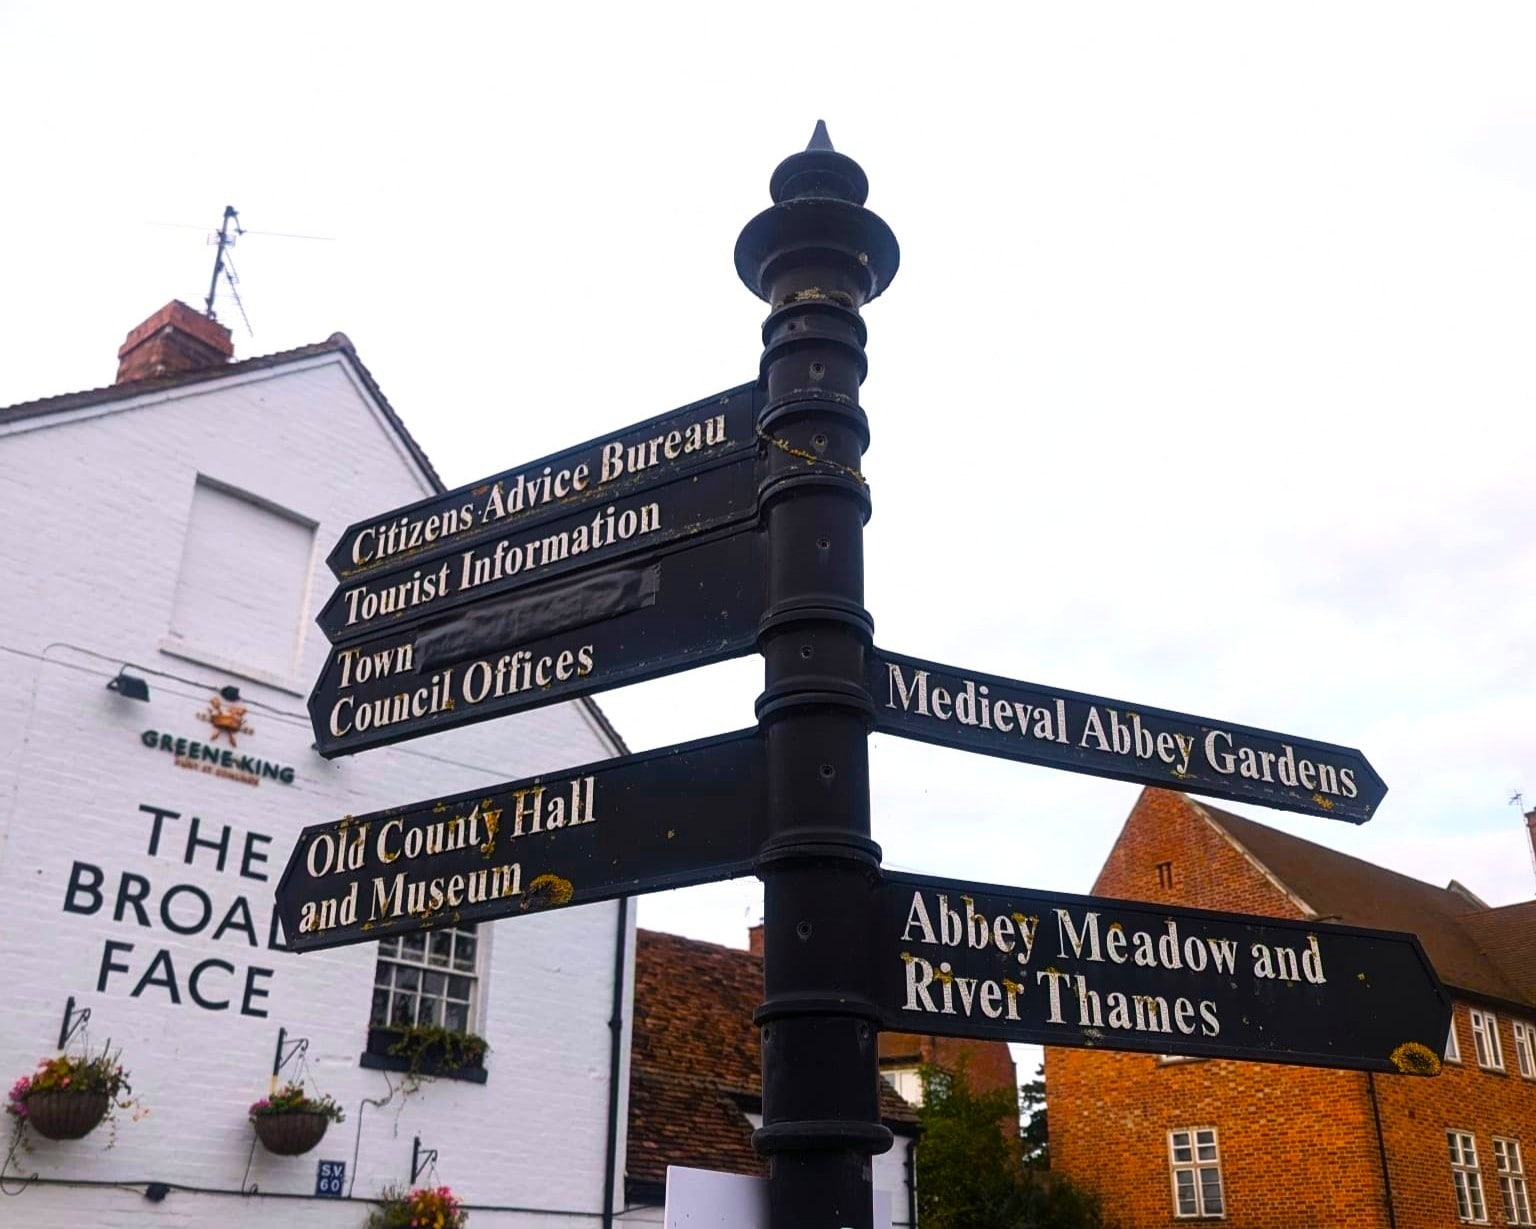 Citizens Advice Bureau
Tourist Information
Town
Council Offices
Old County Hall
and Museum
Medieval Abbey Gardens
Abbey Meadow and
River Thames
GREENE KING
THE
BROAD
FACE
S.V.
60